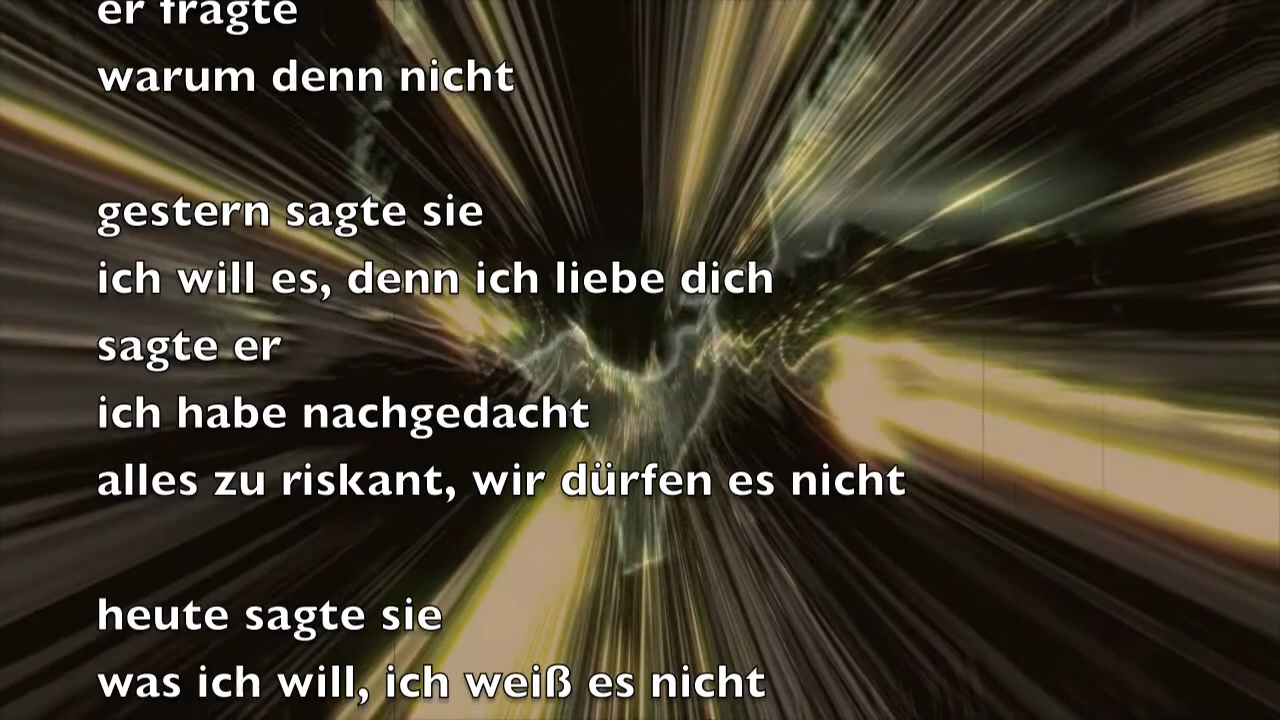 er fragte
warum denn nicht
gestern sagte sie
ich will es, denn ich liebe dich
sagte er
ich habe nachgedacht
alles zu riskant, wir dürfen es nicht
heute sagte sie
was ich will, ich weiß es nicht